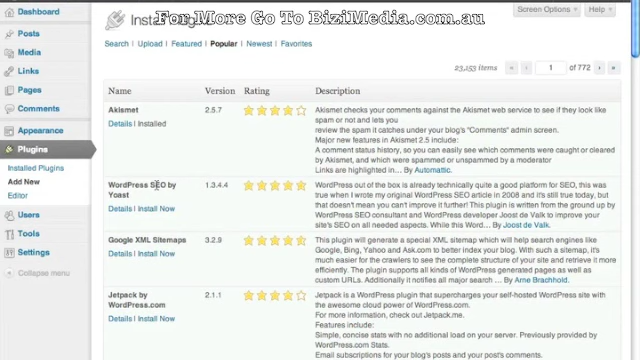 For More Go To BiziMedia.com.au
Install Plugins
Screen Options
Help
Dashboard
Posts
Media
Links
Pages
Comments
Appearance
Plugins
Installed Plugins
Add New
Editor
Users
Tools
Settings
Collapse menu
Search | Upload | Featured | Popular | Newest | Favorites
23,153 items « ‹ 1 of 772 › »
Name Version Rating Description
Akismet 2.5.7
Details | Installed
Akismet checks your comments against the Akismet web service to see if they look like
spam or not and lets you
review the spam it catches under your blog's "Comments" admin screen.
Major new features in Akismet 2.5 include:
A comment status history, so you can easily see which comments were caught or cleared
by Akismet, and which were spammed or unspammed by a moderator
Links are highlighted in... By Automattic.
WordPress SEO by
Yoast
1.3.4.4
Details | Install Now
WordPress out of the box is already technically quite a good platform for SEO, this was
true when I wrote my original WordPress SEO article in 2008 and it's still true today, but
that doesn't mean you can't improve it further! This plugin is written from the ground up by
WordPress SEO consultant and WordPress developer Joost de Valk to improve your
site's SEO on all needed aspects. While this Word... By Joost de Valk.
Google XML Sitemaps 3.2.9
Details | Install Now
This plugin will generate a special XML sitemap which will help search engines like
Google, Bing, Yahoo and Ask.com to better index your blog. With such a sitemap, it's
much easier for the crawlers to see the complete structure of your site and retrieve it more
efficiently. The plugin supports all kinds of WordPress generated pages as well as
custom URLs. Additionally it notifies all major search ... By Arne Brachhold.
Jetpack by
WordPress.com
2.1.1
Details | Install Now
Jetpack is a WordPress plugin that supercharges your self-hosted WordPress site with
the awesome cloud power of WordPress.com.
For more information, check out Jetpack.me.
Features include:
Simple, concise stats with no additional load on your server. Previously provided by
WordPress.com Stats.
Email subscriptions for your blog's posts and your post's comments.